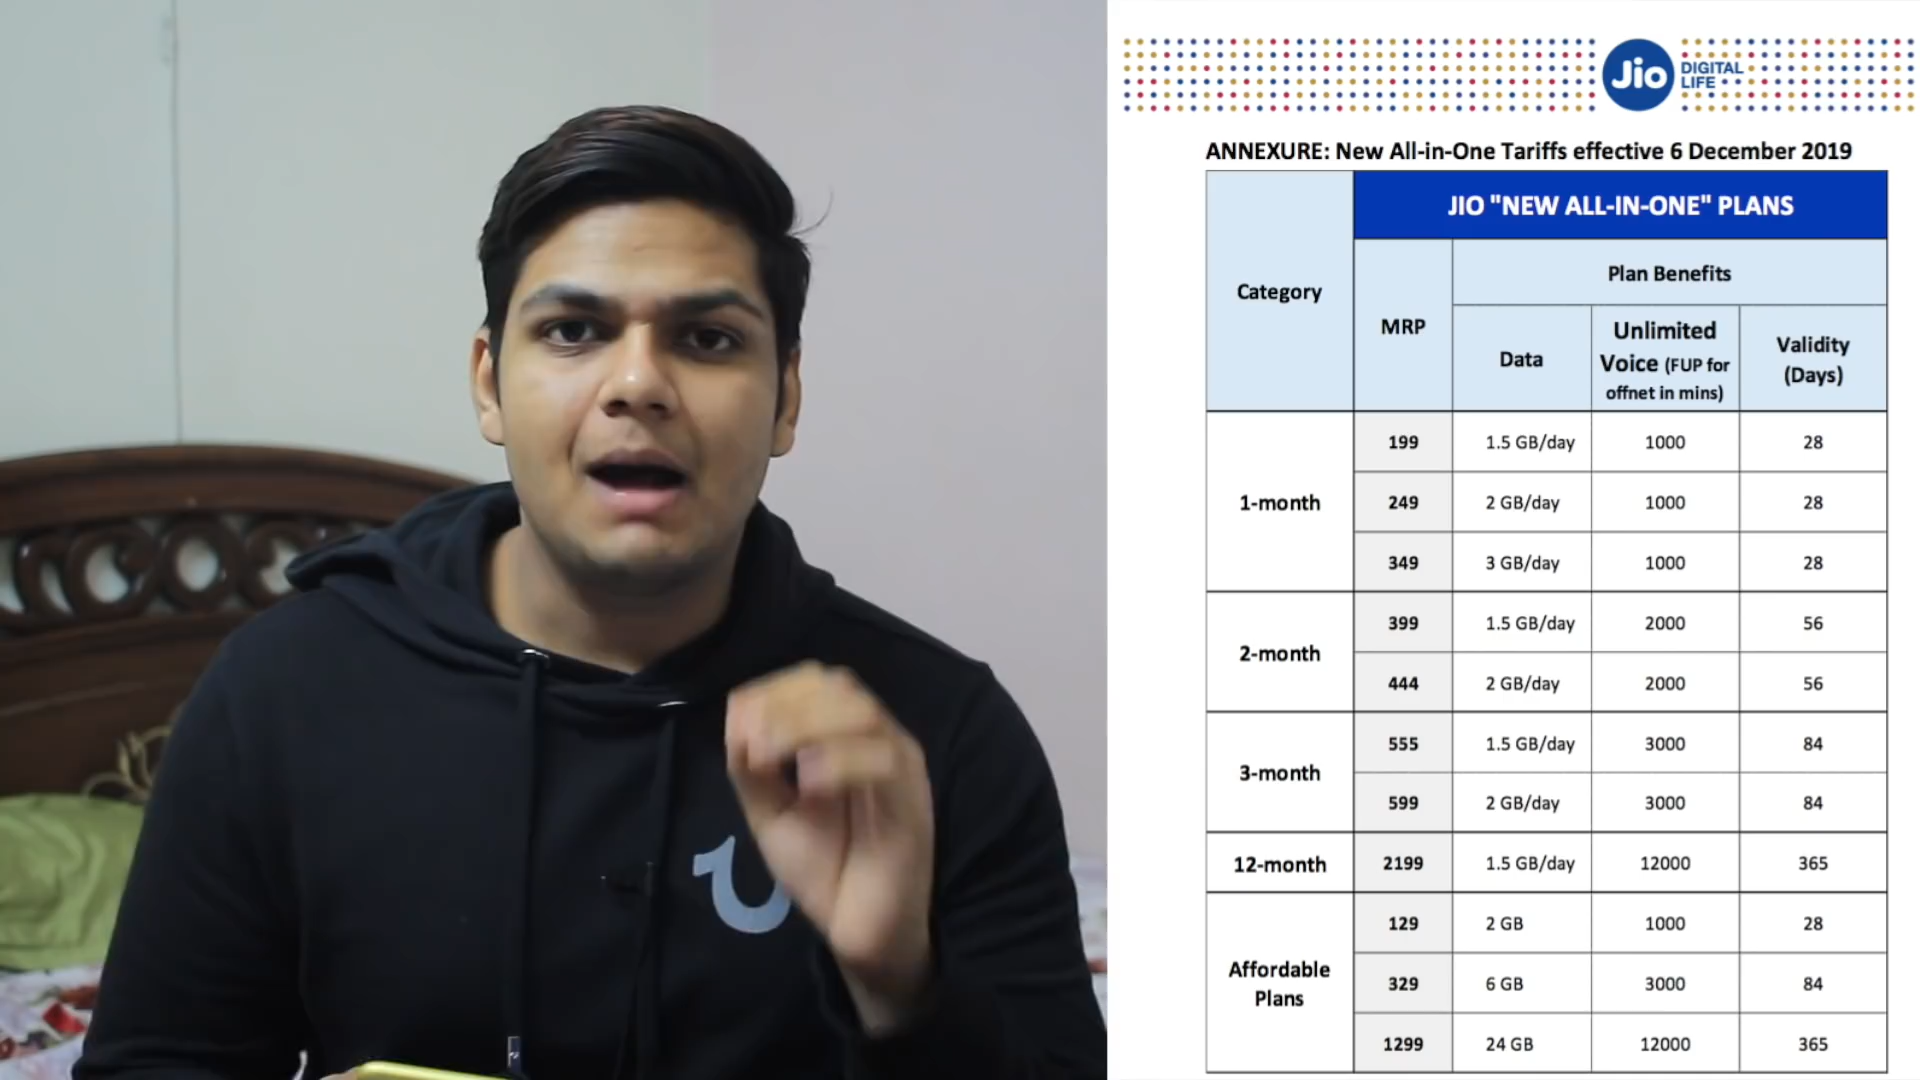 Jio DIGITAL
LIFE
ANNEXURE: New All-in-One Tariffs effective 6 December 2019
JIO "NEW ALL-IN-ONE" PLANS
Category
MRP
Plan Benefits
Data
Unlimited
Voice (FUP for
offnet in mins)
Validity
(Days)
1-month
199 1.5 GB/day 1000 28
249 2 GB/day 1000 28
349 3 GB/day 1000 28
2-month
399 1.5 GB/day 2000 56
444 2 GB/day 2000 56
3-month
555 1.5 GB/day 3000 84
599 2 GB/day 3000 84
12-month 2199 1.5 GB/day 12000 365
Affordable
Plans
129 2 GB 1000 28
329 6 GB 3000 84
1299 24 GB 12000 365